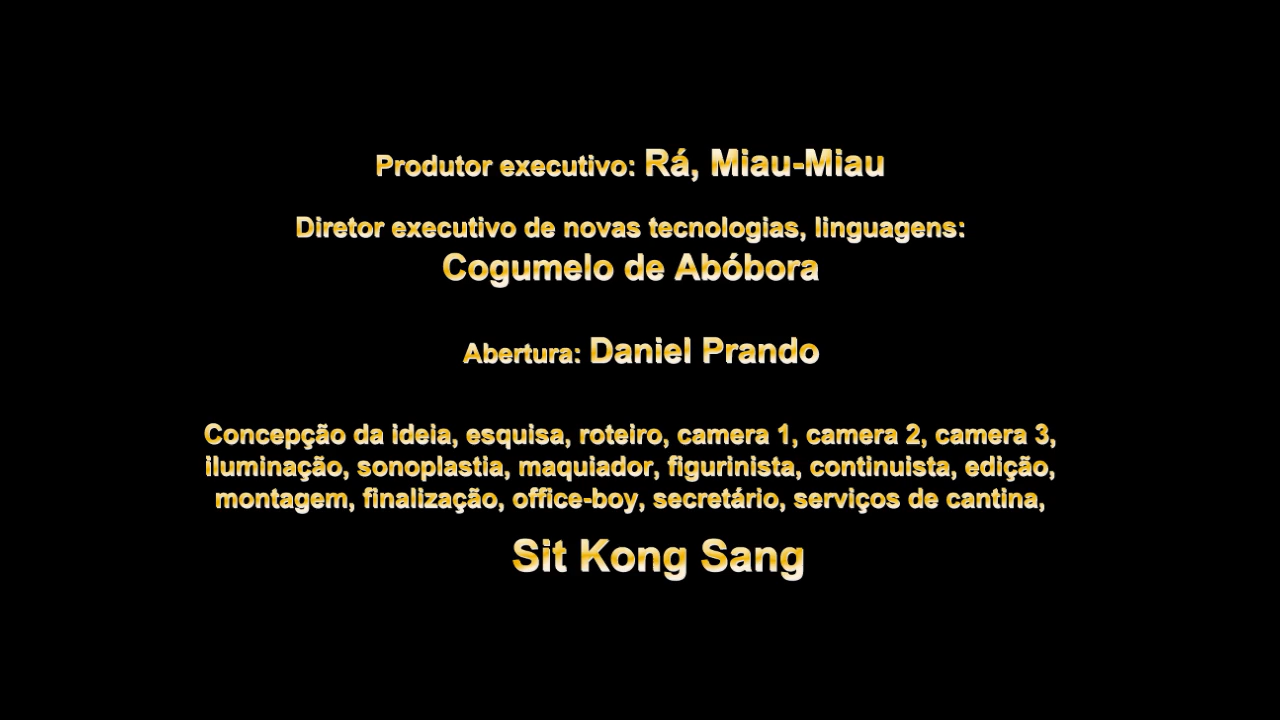 Produtor executivo: Rá, Miau-Miau
Diretor executivo de novas tecnologias, linguagens:
Cogumelo de Abóbora
Abertura: Daniel Prando
Concepção da ideia, esquisa, roteiro, camera 1, camera 2, camera 3,
iluminação, sonoplastia, maquiador, figurinista, continuista, edição,
montagem, finalização, office-boy, secretário, serviços de cantina,
Sit Kong Sang